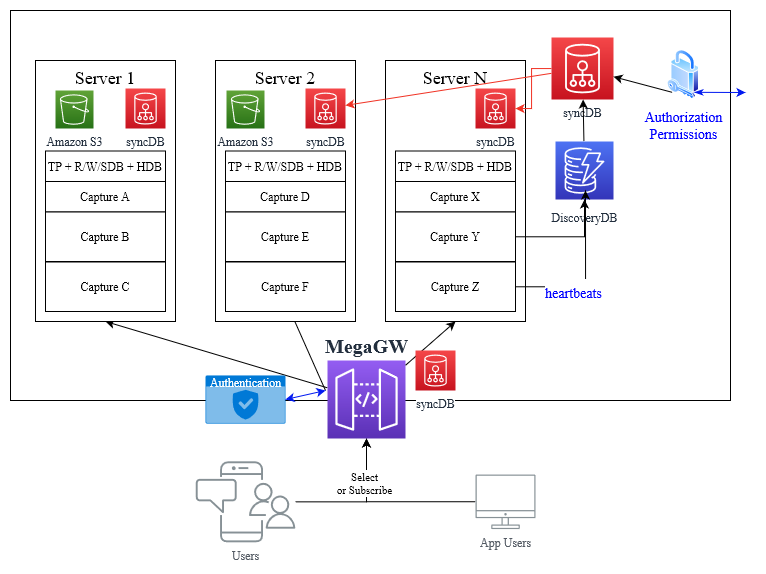 Server 1
Server 2
Server N
Amazon S3
syncDB
Amazon S3
syncDB
syncDB
syncDB
Authorization
Permissions
TP + R/W/SDB + HDB
TP + R/W/SDB + HDB
TP + R/W/SDB + HDB
Capture A
Capture D
Capture X
DiscoveryDB
Capture B
Capture E
Capture Y
Capture C
Capture F
Capture Z
heartbeats
MegaGW
Authentication
syncDB
Select
or Subscribe
Users
App Users